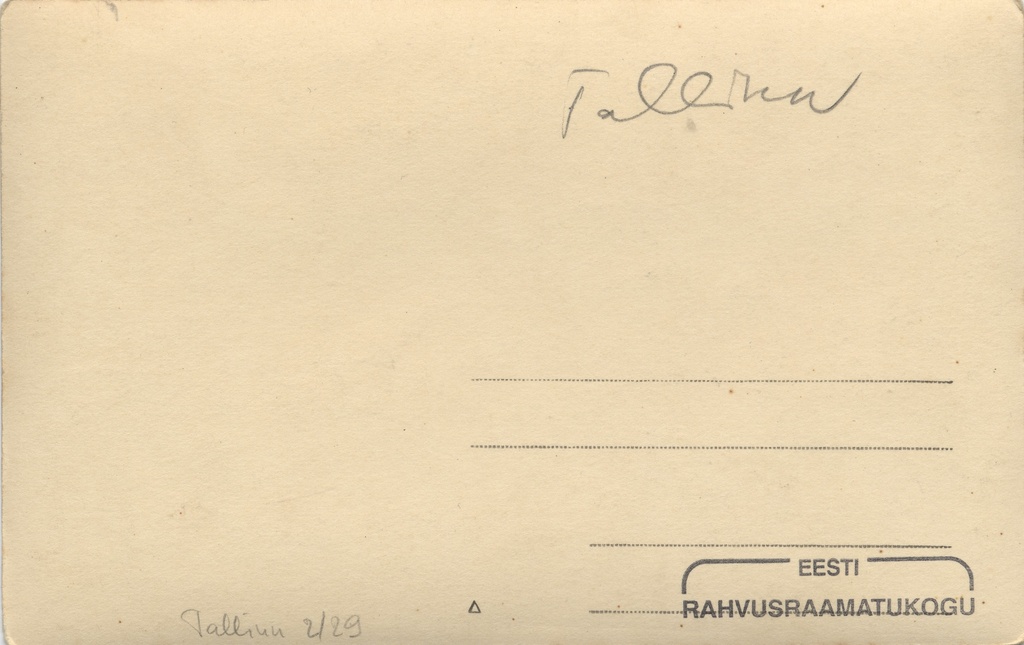 Tallinn
EESTI
RAHVUSRAAMATUKOGU
Tallinn 2/29